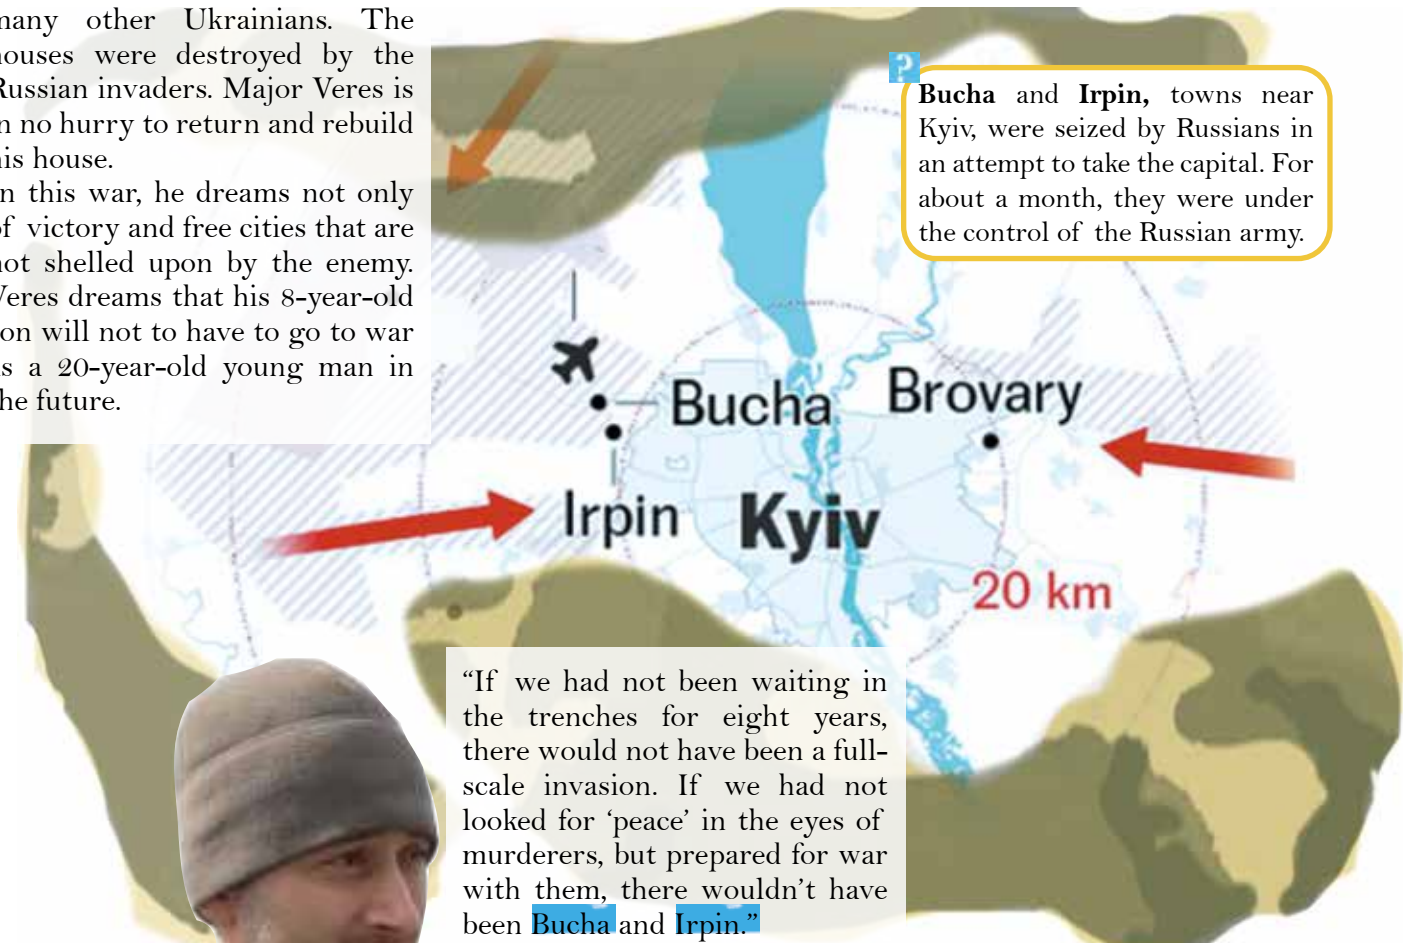 many other Ukrainians. The
houses were destroyed by the
Russian invaders. Major Veres is
in no hurry to return and rebuild
his house.
In this war, he dreams not only
of victory and free cities that are
not shelled upon by the enemy.
Veres dreams that his 8-year-old
son will not to have to go to war
as a 20-year-old young man in
the future.
?
Bucha and Irpin, towns near
Kyiv, were seized by Russians in
an attempt to take the capital. For
about a month, they were under
the control of the Russian army.
Bucha
Brovary
Irpin
Kyiv
20 km
“If we had not been waiting in
the trenches for eight years,
there would not have been a full-
scale invasion. If we had not
looked for ‘peace’ in the eyes of
murderers, but prepared for war
with them, there wouldn’t have
been Bucha and Irpin.”